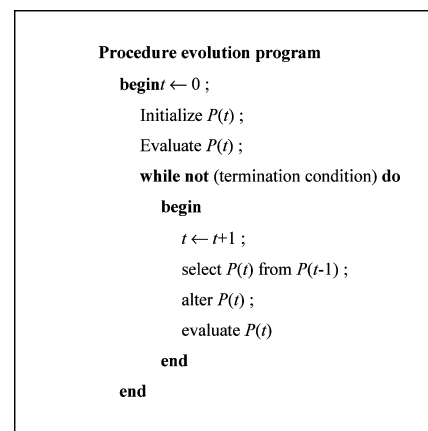 Procedure evolution program
begint ← 0 ;
Initialize P(t) ;
Evaluate P(t) ;
while not (termination condition) do
begin
t ← t+1 ;
select P(t) from P(t-1) ;
alter P(t) ;
evaluate P(t)
end
end